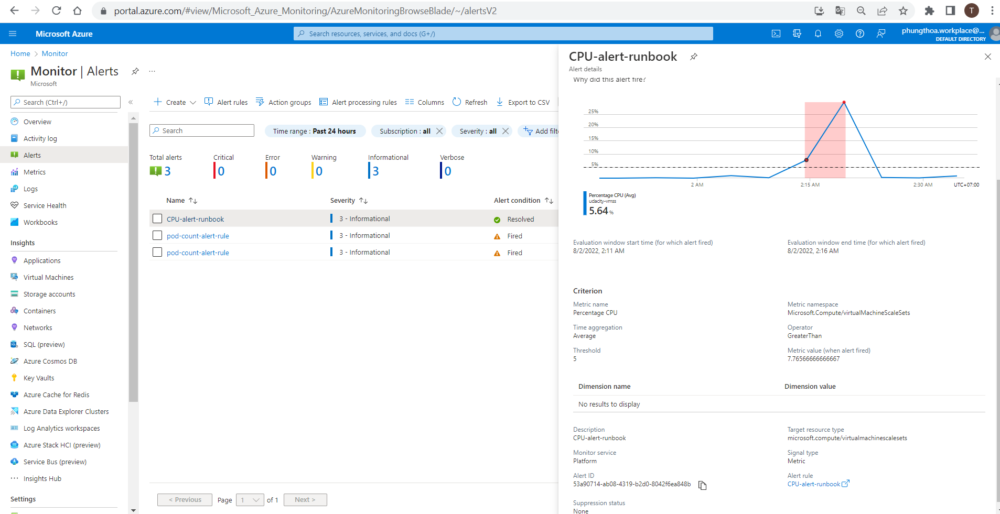 portal.azure.com/#view/Microsoft_Azure_Monitoring/AzureMonitoringBrowseBlade/~/alertsV2
T
Microsoft Azure
Search resources, services, and docs (G+/)
phungthoa.workplace@...
DEFAULT DIRECTORY
Home > Monitor
Monitor | Alerts
...
Microsoft
Search (Ctrl+/)
«
Overview
Activity log
Alerts
Metrics
Logs
Service Health
Workbooks
Insights
Applications
Virtual Machines
Storage accounts
Containers
Networks
SQL (preview)
Azure Cosmos DB
Key Vaults
Azure Cache for Redis
Azure Data Explorer Clusters
Log Analytics workspaces
Azure Stack HCI (preview)
Service Bus (preview)
Insights Hub
Settings
Create
Alert rules
Action groups
Alert processing rules
Columns
Refresh
Export to CSV
Search
Time range : Past 24 hours
Subscription : all
Severity : all
Add filte
Total alerts
3
Critical
0
Error
0
Warning
0
Informational
3
Verbose
0
Name Severity Alert condition
CPU-alert-runbook 3 - Informational Resolved
pod-count-alert-rule 3 - Informational Fired
pod-count-alert-rule 3 - Informational Fired
< Previous Page 1 of 1 Next >
CPU-alert-runbook
Alert details
Why did this alert fire?
25%
20%
15%
10%
5%
2 AM 2:15 AM 2:30 AM UTC+07:00
Percentage CPU (Avg)
udacity-vmss
5.64 %
Evaluation window start time (for which alert fired)
8/2/2022, 2:11 AM
Evaluation window end time (for which alert fired)
8/2/2022, 2:16 AM
Criterion
Metric name
Percentage CPU
Metric namespace
Microsoft.Compute/virtualMachineScaleSets
Time aggregation
Average
Operator
GreaterThan
Threshold
5
Metric value (when alert fired)
7.76566666666667
Dimension name Dimension value
No results to display
Description
CPU-alert-runbook
Target resource type
microsoft.compute/virtualmachinescalesets
Monitor service
Platform
Signal type
Metric
Alert ID
53a90714-ab08-4319-b2d0-8042f6ea848b
Alert rule
CPU-alert-runbook
Suppression status
None